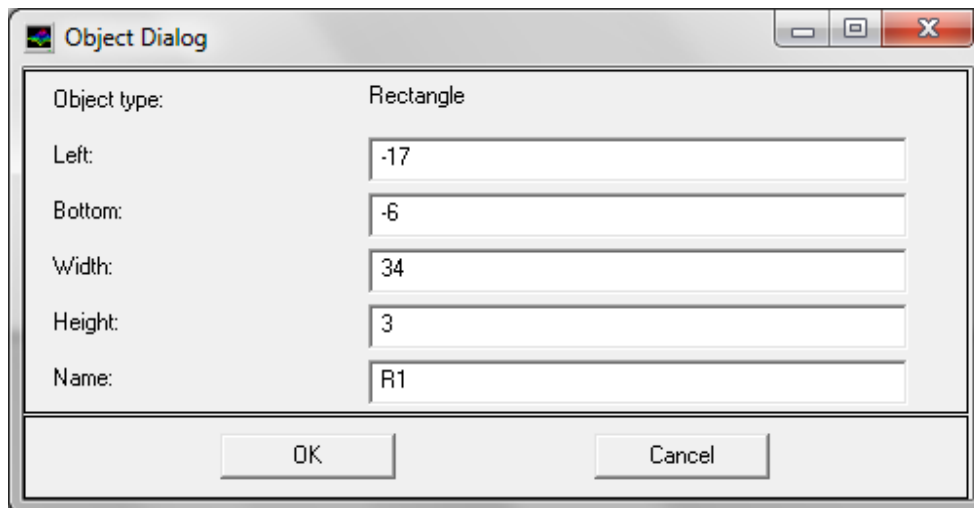 Object Dialog
Object type: Rectangle
Left: -17
Bottom: -6
Width: 34
Height: 3
Name: R1
OK Cancel